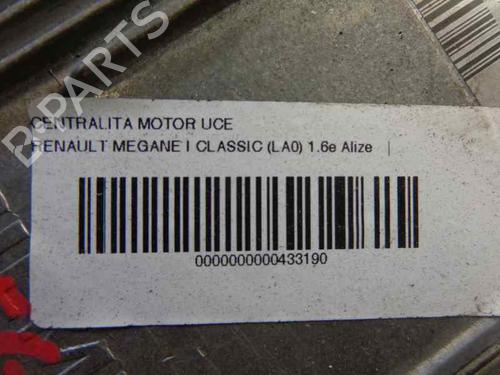 B-PARTS
CENTRALITA MOTOR UCE
RENAULT MEGANE I CLASSIC (LA0) 1.6e Alize |
0000000000433190